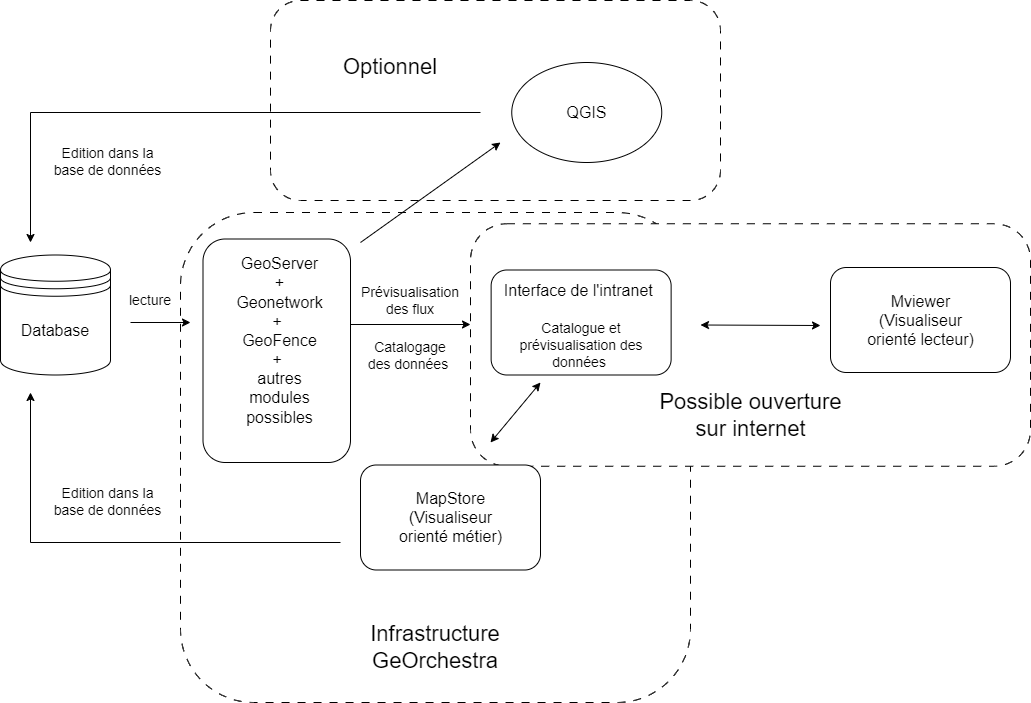 Optionnel
QGIS
Edition dans la
base de données
GeoServer
+
Geonetwork
+
GeoFence
+
autres
modules
possibles
Database
lecture
Prévisualisation
des flux
Catalogage
des données
Interface de l'intranet
Catalogue et
prévisualisation des
données
Mviewer
(Visualiseur
orienté lecteur)
Possible ouverture
sur internet
Edition dans la
base de données
MapStore
(Visualiseur
orienté métier)
Infrastructure
GeOrchestra